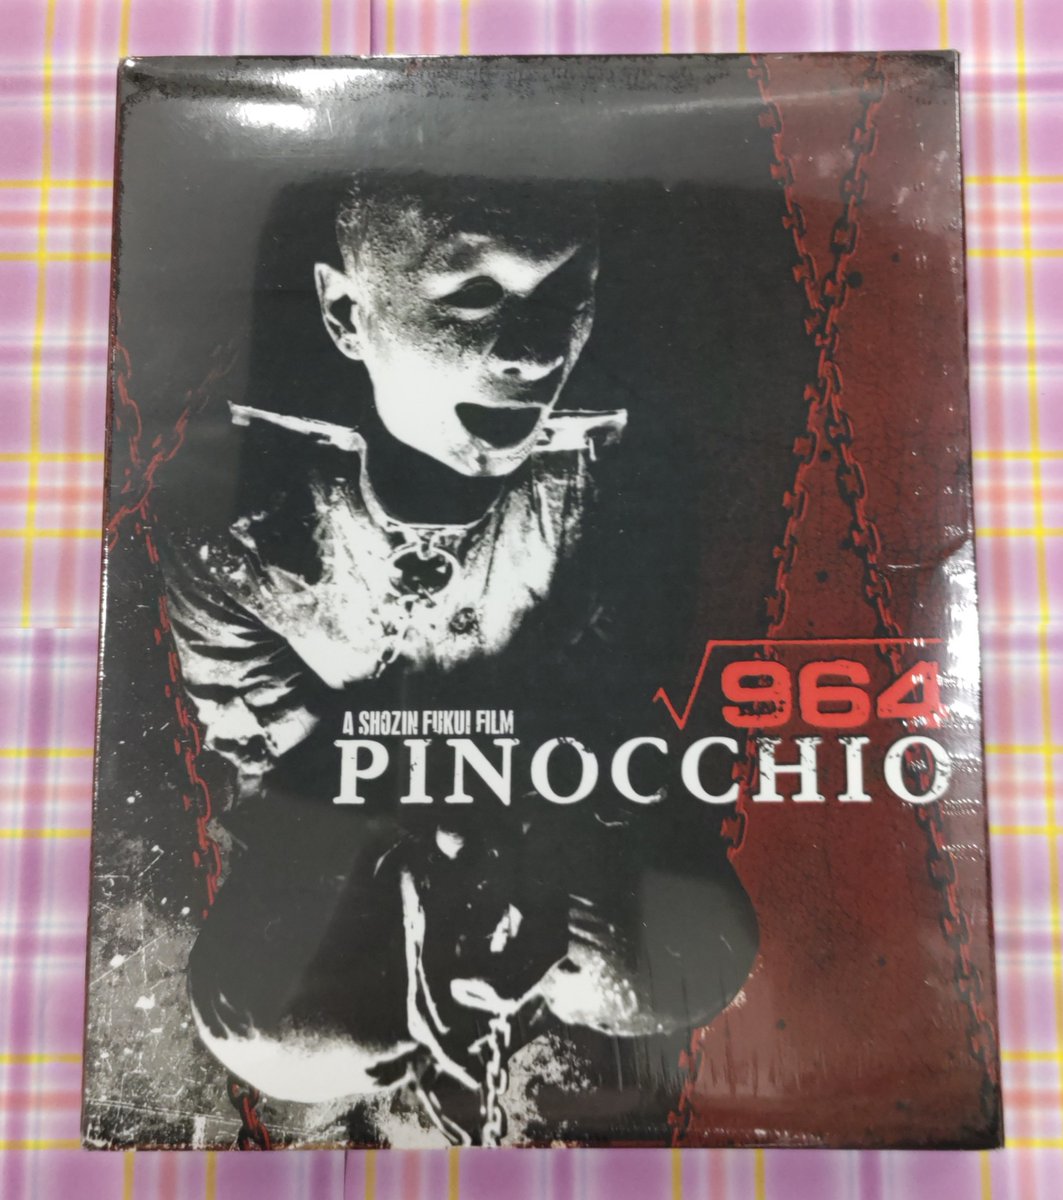 √964
A SHOZIN FUKUI FILM
PINOCCHIO